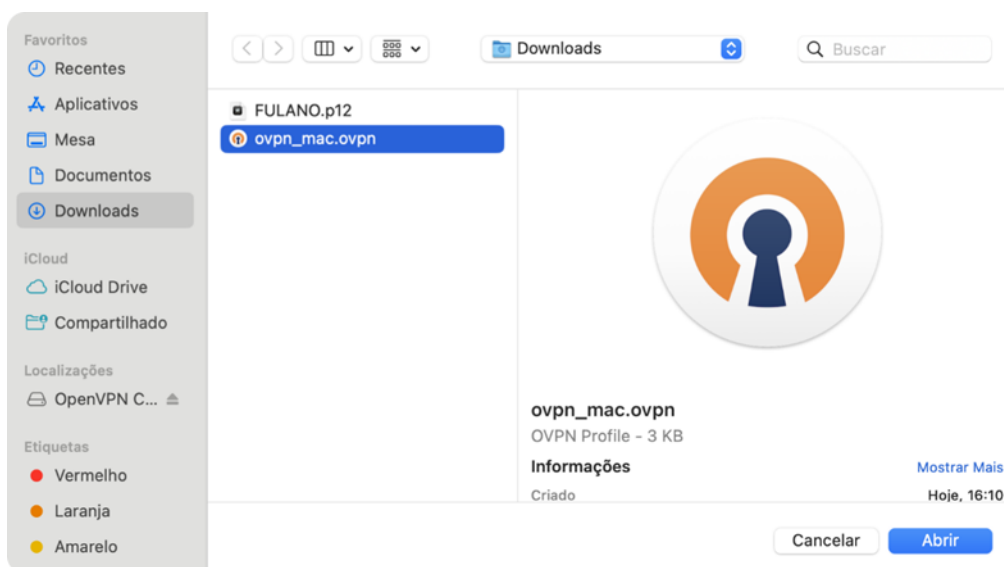 Favoritos
Recentes
Aplicativos
Mesa
Documentos
Downloads
iCloud
iCloud Drive
Compartilhado
Localizações
OpenVPN C...
Etiquetas
Vermelho
Laranja
Amarelo
Downloads
Buscar
FULANO.p12
ovpn_mac.ovpn
ovpn_mac.ovpn
OVPN Profile - 3 KB
Informações Mostrar Mais
Criado Hoje, 16:10
Cancelar Abrir